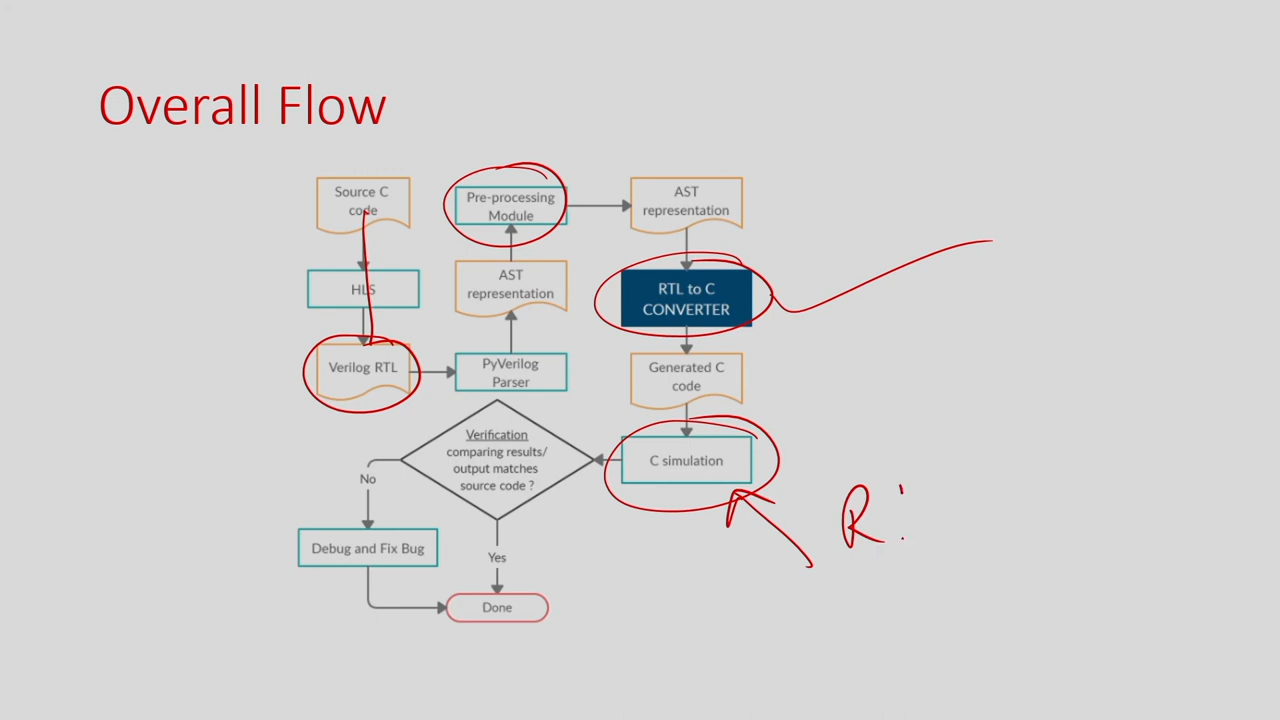 Overall Flow
Source C
code
HLS
Verilog RTL
PyVerilog
Parser
AST
representation
Pre-processing
Module
AST
representation
RTL to C
CONVERTER
Generated C
code
C simulation
Verification
comparing results/
output matches
source code ?
No
Debug and Fix Bug
Yes
Done
R: